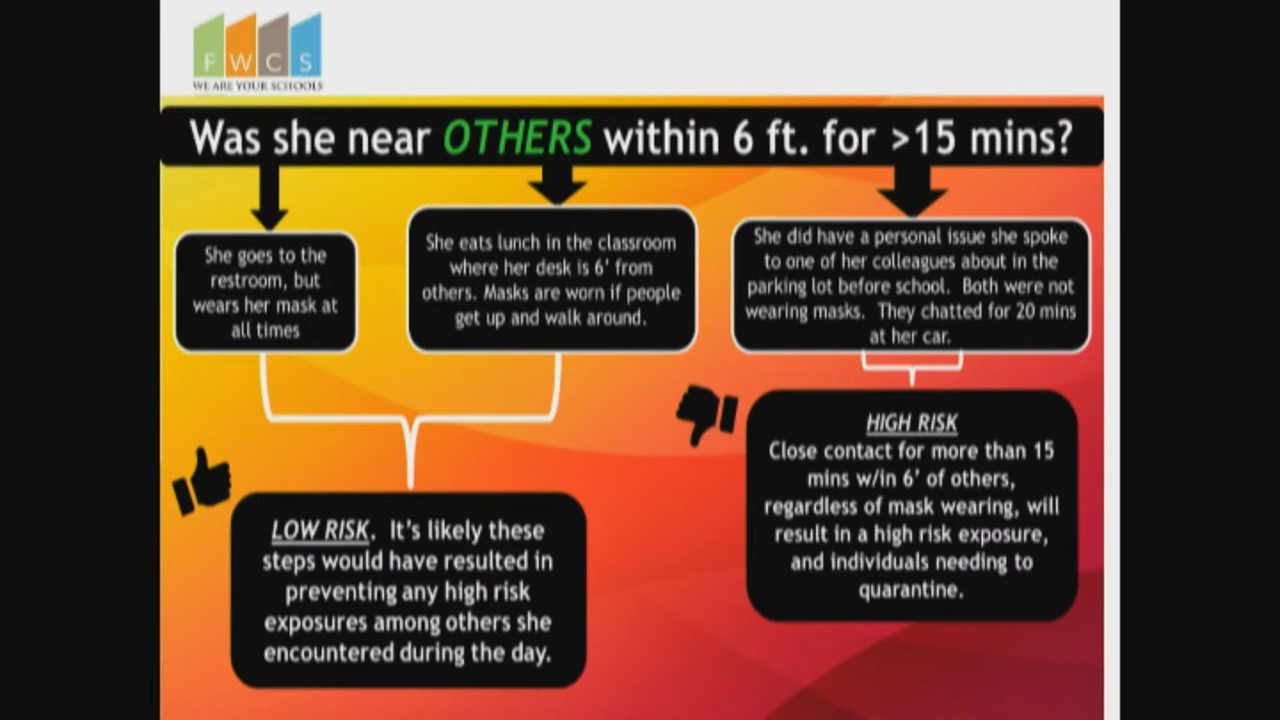 F W C S
WE ARE YOUR SCHOOLS
Was she near OTHERS within 6 ft. for >15 mins?
She goes to the
restroom, but
wears her mask at
all times
She eats lunch in the classroom
where her desk is 6' from
others. Masks are worn if people
get up and walk around.
She did have a personal issue she spoke
to one of her colleagues about in the
parking lot before school. Both were not
wearing masks. They chatted for 20 mins
at her car.
LOW RISK. It's likely these
steps would have resulted in
preventing any high risk
exposures among others she
encountered during the day.
HIGH RISK
Close contact for more than 15
mins w/in 6' of others,
regardless of mask wearing, will
result in a high risk exposure,
and individuals needing to
quarantine.